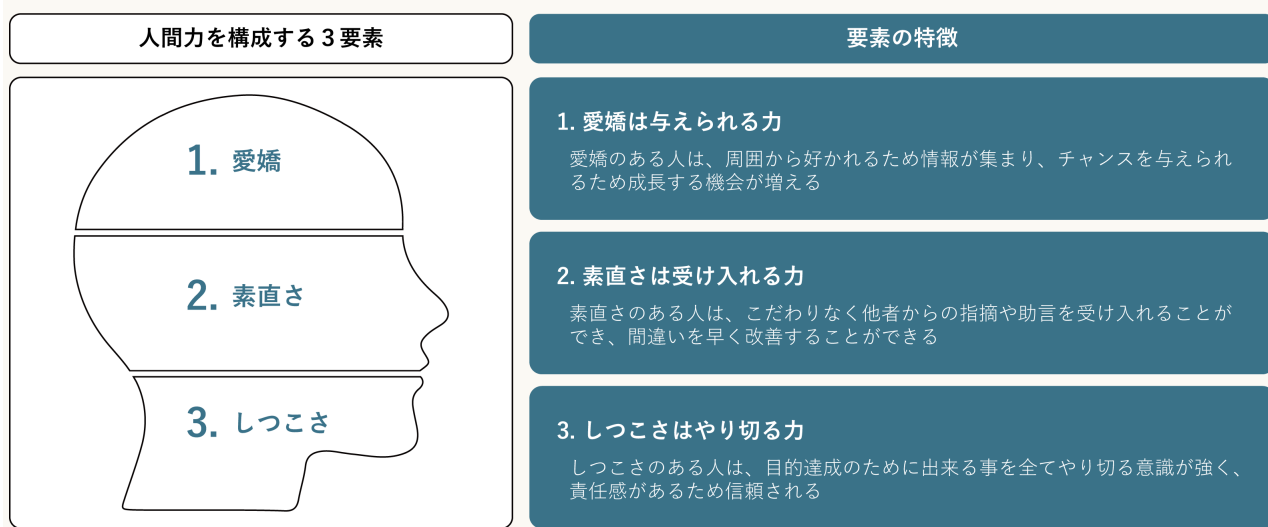 人間力を構成する３要素
要素の特徴
1. 愛嬌
2. 素直さ
3. しつこさ
1. 愛嬌は与えられる力
愛嬌のある人は、周囲から好かれるため情報が集まり、チャンスを与えられ
るため成長する機会が増える
2. 素直さは受け入れる力
素直さのある人は、こだわりなく他者からの指摘や助言を受け入れることが
でき、間違いを早く改善することができる
3. しつこさはやり切る力
しつこさのある人は、目的達成のために出来る事を全てやり切る意識が強く、
責任感があるため信頼される